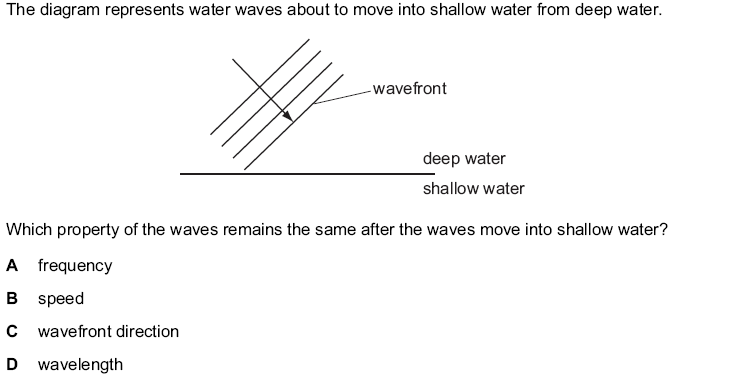 The diagram represents water waves about to move into shallow water from deep water.
wavefront
deep water
shallow water
Which property of the waves remains the same after the waves move into shallow water?
A frequency
B speed
C wavefront direction
D wavelength